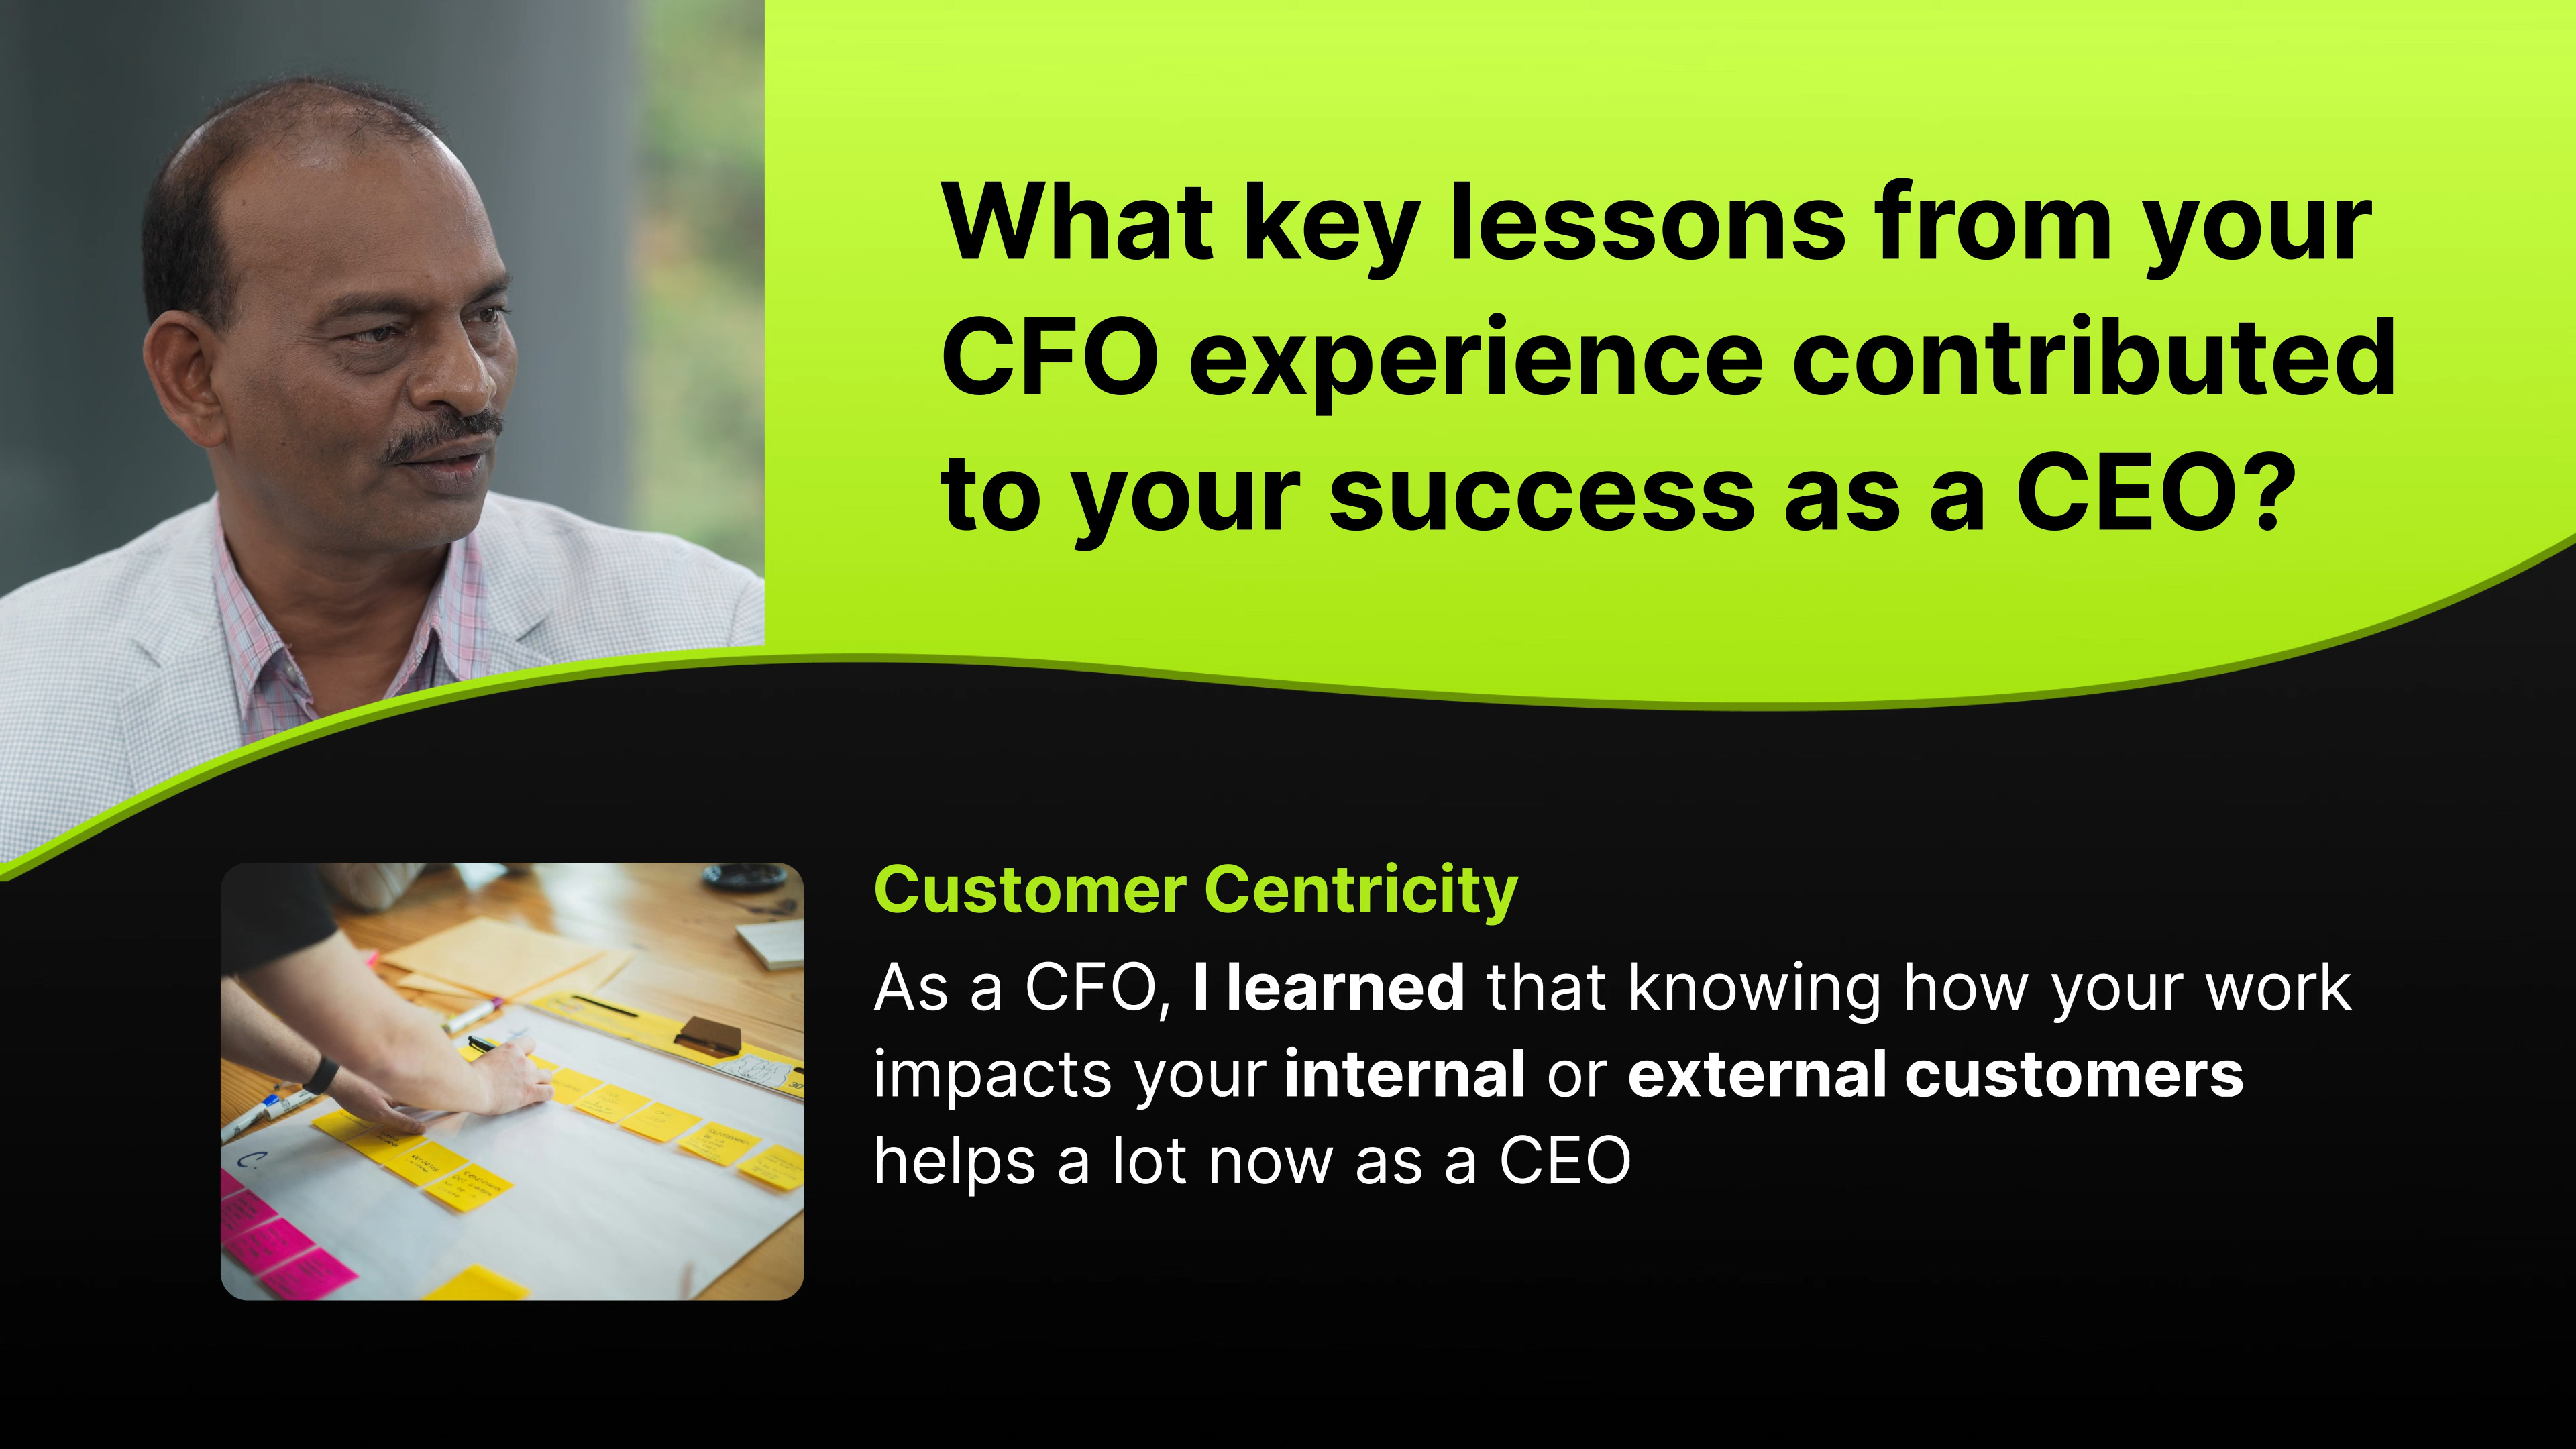 What key lessons from your
CFO experience contributed
to your success as a CEO?
Customer Centricity
As a CFO, I learned that knowing how your work
impacts your internal or external customers
helps a lot now as a CEO
C.
30